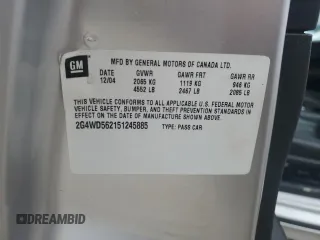 GM
MFD BY GENERAL MOTORS OF CANADA LTD.
DATE GVWR GAWR FRT GAWR RR
12/04 2065 KG 1119 KG 946 KG
4552 LB 2467 LB 2085 LB
THIS VEHICLE CONFORMS TO ALL APPLICABLE U.S. FEDERAL MOTOR
VEHICLE SAFETY, BUMPER, AND THEFT PREVENTION STANDARDS IN
EFFECT ON THE DATE OF MANUFACTURE SHOWN ABOVE.
2G4WD562151245885 TYPE: PASS CAR
DREAMBID